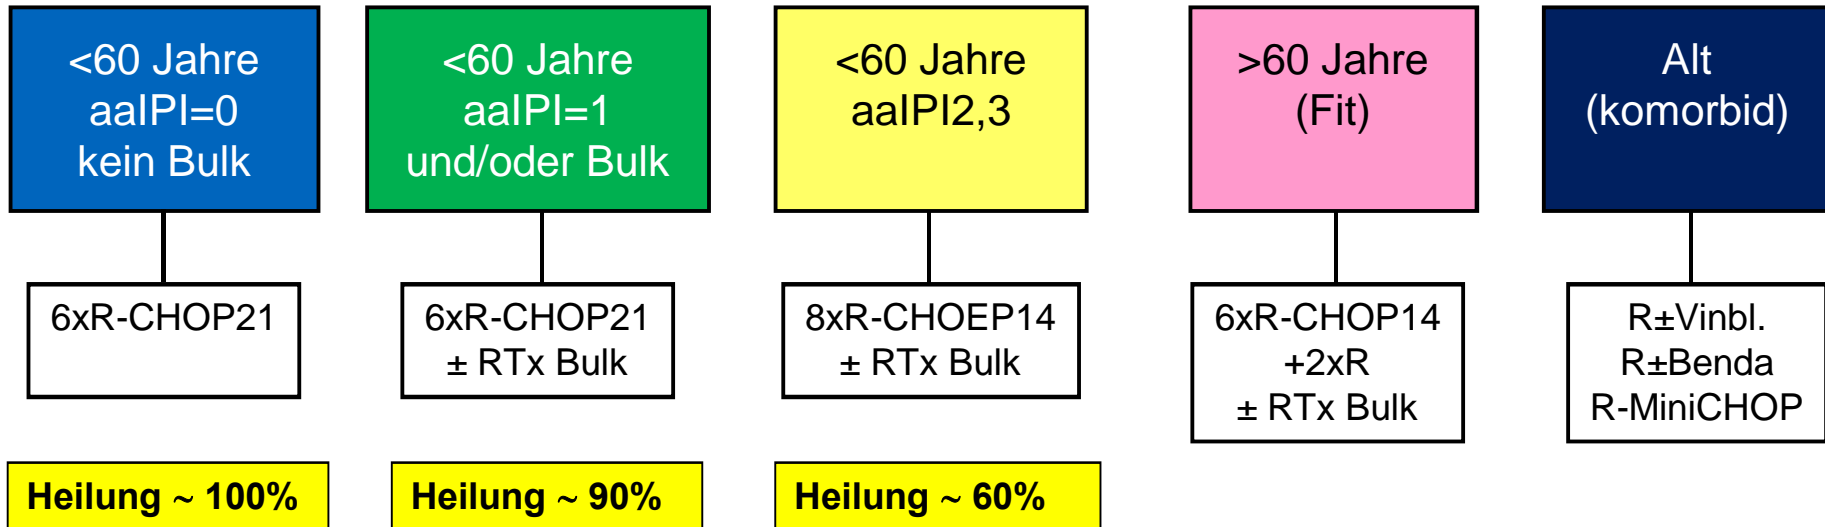 <60 Jahre
aaIPI=0
kein Bulk
<60 Jahre
aaIPI=1
und/oder Bulk
<60 Jahre
aaIPI2,3
>60 Jahre
(Fit)
Alt
(komorbid)
6xR-CHOP21
6xR-CHOP21
± RTx Bulk
8xR-CHOEP14
± RTx Bulk
6xR-CHOP14
+2xR
± RTx Bulk
R±Vinbl.
R±Benda
R-MiniCHOP
Heilung ~ 100%
Heilung ~ 90%
Heilung ~ 60%